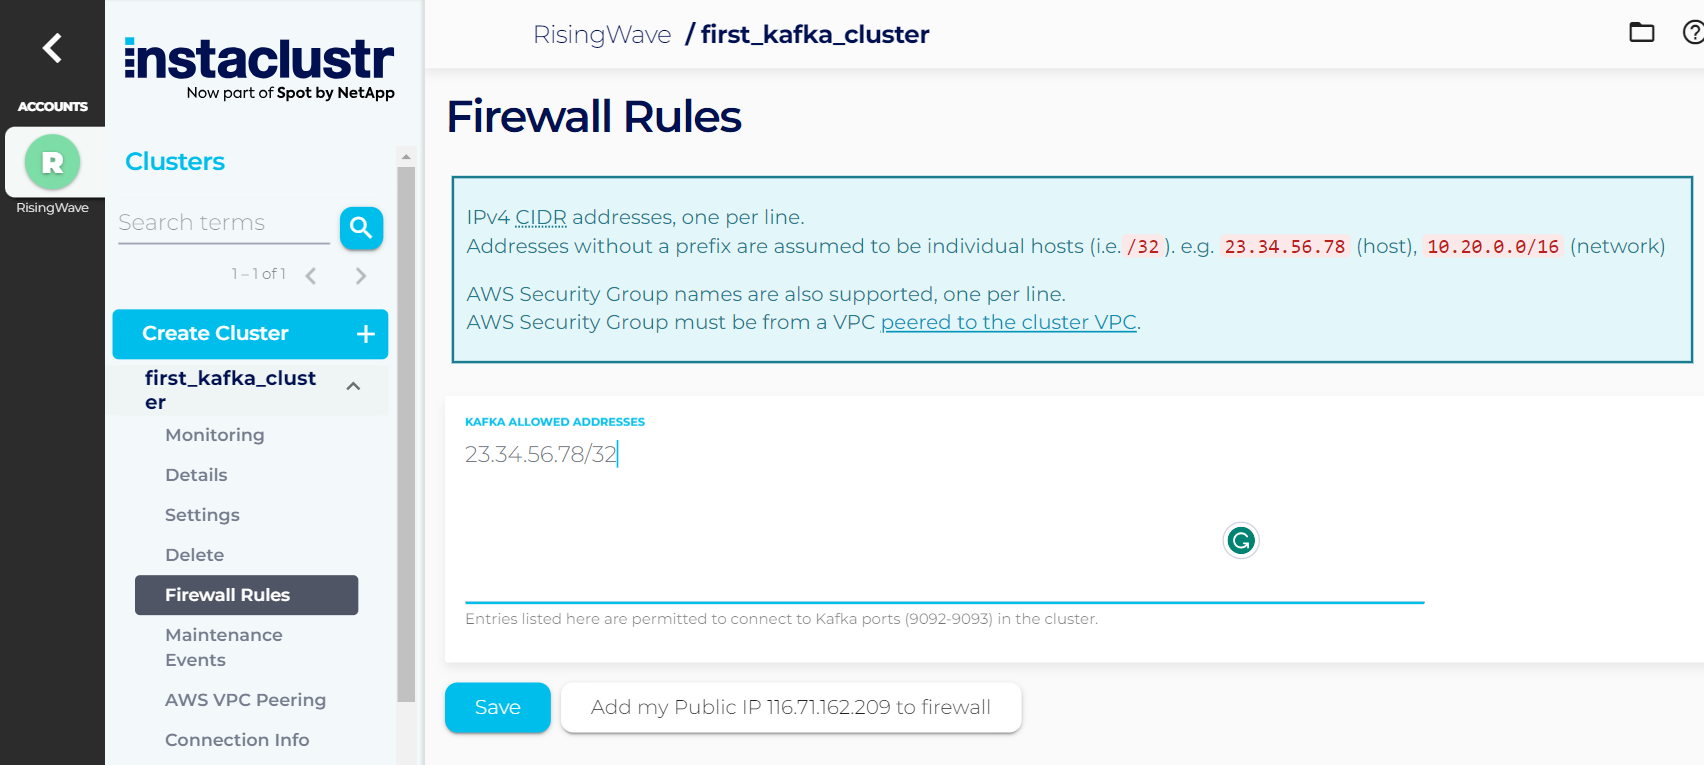 ACCOUNTS
R
RisingWave
instaclustr
Now part of Spot by NetApp
Clusters
Search terms
1 – 1 of 1
Create Cluster +
first_kafka_clust
er
Monitoring
Details
Settings
Delete
Firewall Rules
Maintenance
Events
AWS VPC Peering
Connection Info
RisingWave / first_kafka_cluster
?
Firewall Rules
IPv4 CIDR addresses, one per line.
Addresses without a prefix are assumed to be individual hosts (i.e. /32 ). e.g. 23.34.56.78 (host), 10.20.0.0/16 (network)
AWS Security Group names are also supported, one per line.
AWS Security Group must be from a VPC peered to the cluster VPC.
KAFKA ALLOWED ADDRESSES
23.34.56.78/32
G
Entries listed here are permitted to connect to Kafka ports (9092-9093) in the cluster.
Save
Add my Public IP 116.71.162.209 to firewall